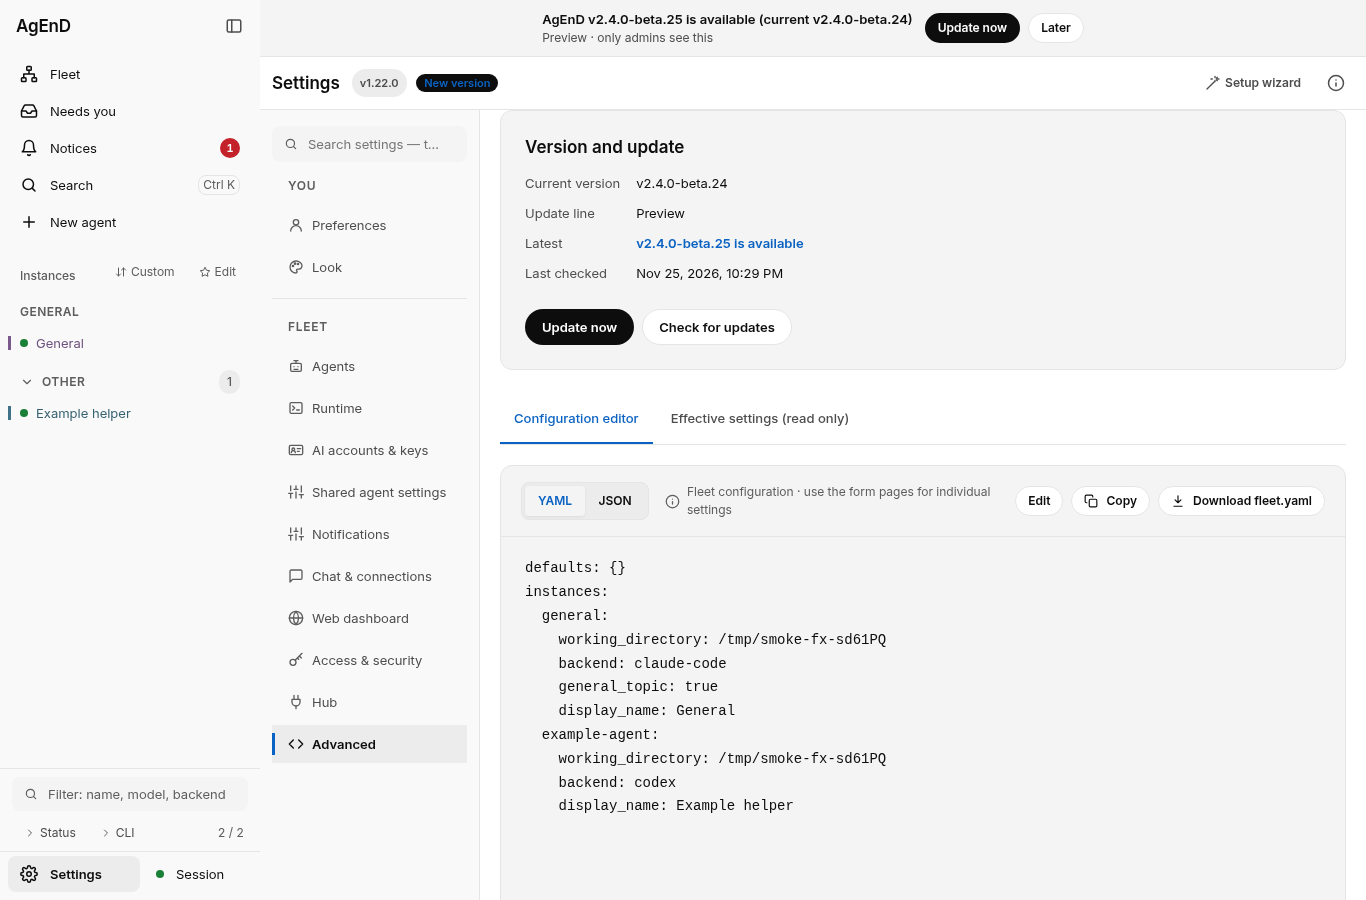 AgEnD
Fleet
Needs you
Notices
1
Search
Ctrl K
New agent
Instances
Custom
Edit
GENERAL
General
OTHER
1
Example helper
Filter: name, model, backend
Status
CLI
2 / 2
Settings
Session
AgEnD v2.4.0-beta.25 is available (current v2.4.0-beta.24)
Preview · only admins see this
Update now
Later
Settings
v1.22.0
New version
Setup wizard
Search settings — t...
YOU
Preferences
Look
FLEET
Agents
Runtime
AI accounts & keys
Shared agent settings
Notifications
Chat & connections
Web dashboard
Access & security
Hub
Advanced
Version and update
Current version v2.4.0-beta.24
Update line Preview
Latest v2.4.0-beta.25 is available
Last checked Nov 25, 2026, 10:29 PM
Update now
Check for updates
Configuration editor
Effective settings (read only)
YAML
JSON
Fleet configuration · use the form pages for individual
settings
Edit
Copy
Download fleet.yaml
defaults: {}
instances:
  general:
    working_directory: /tmp/smoke-fx-sd61PQ
    backend: claude-code
    general_topic: true
    display_name: General
  example-agent:
    working_directory: /tmp/smoke-fx-sd61PQ
    backend: codex
    display_name: Example helper